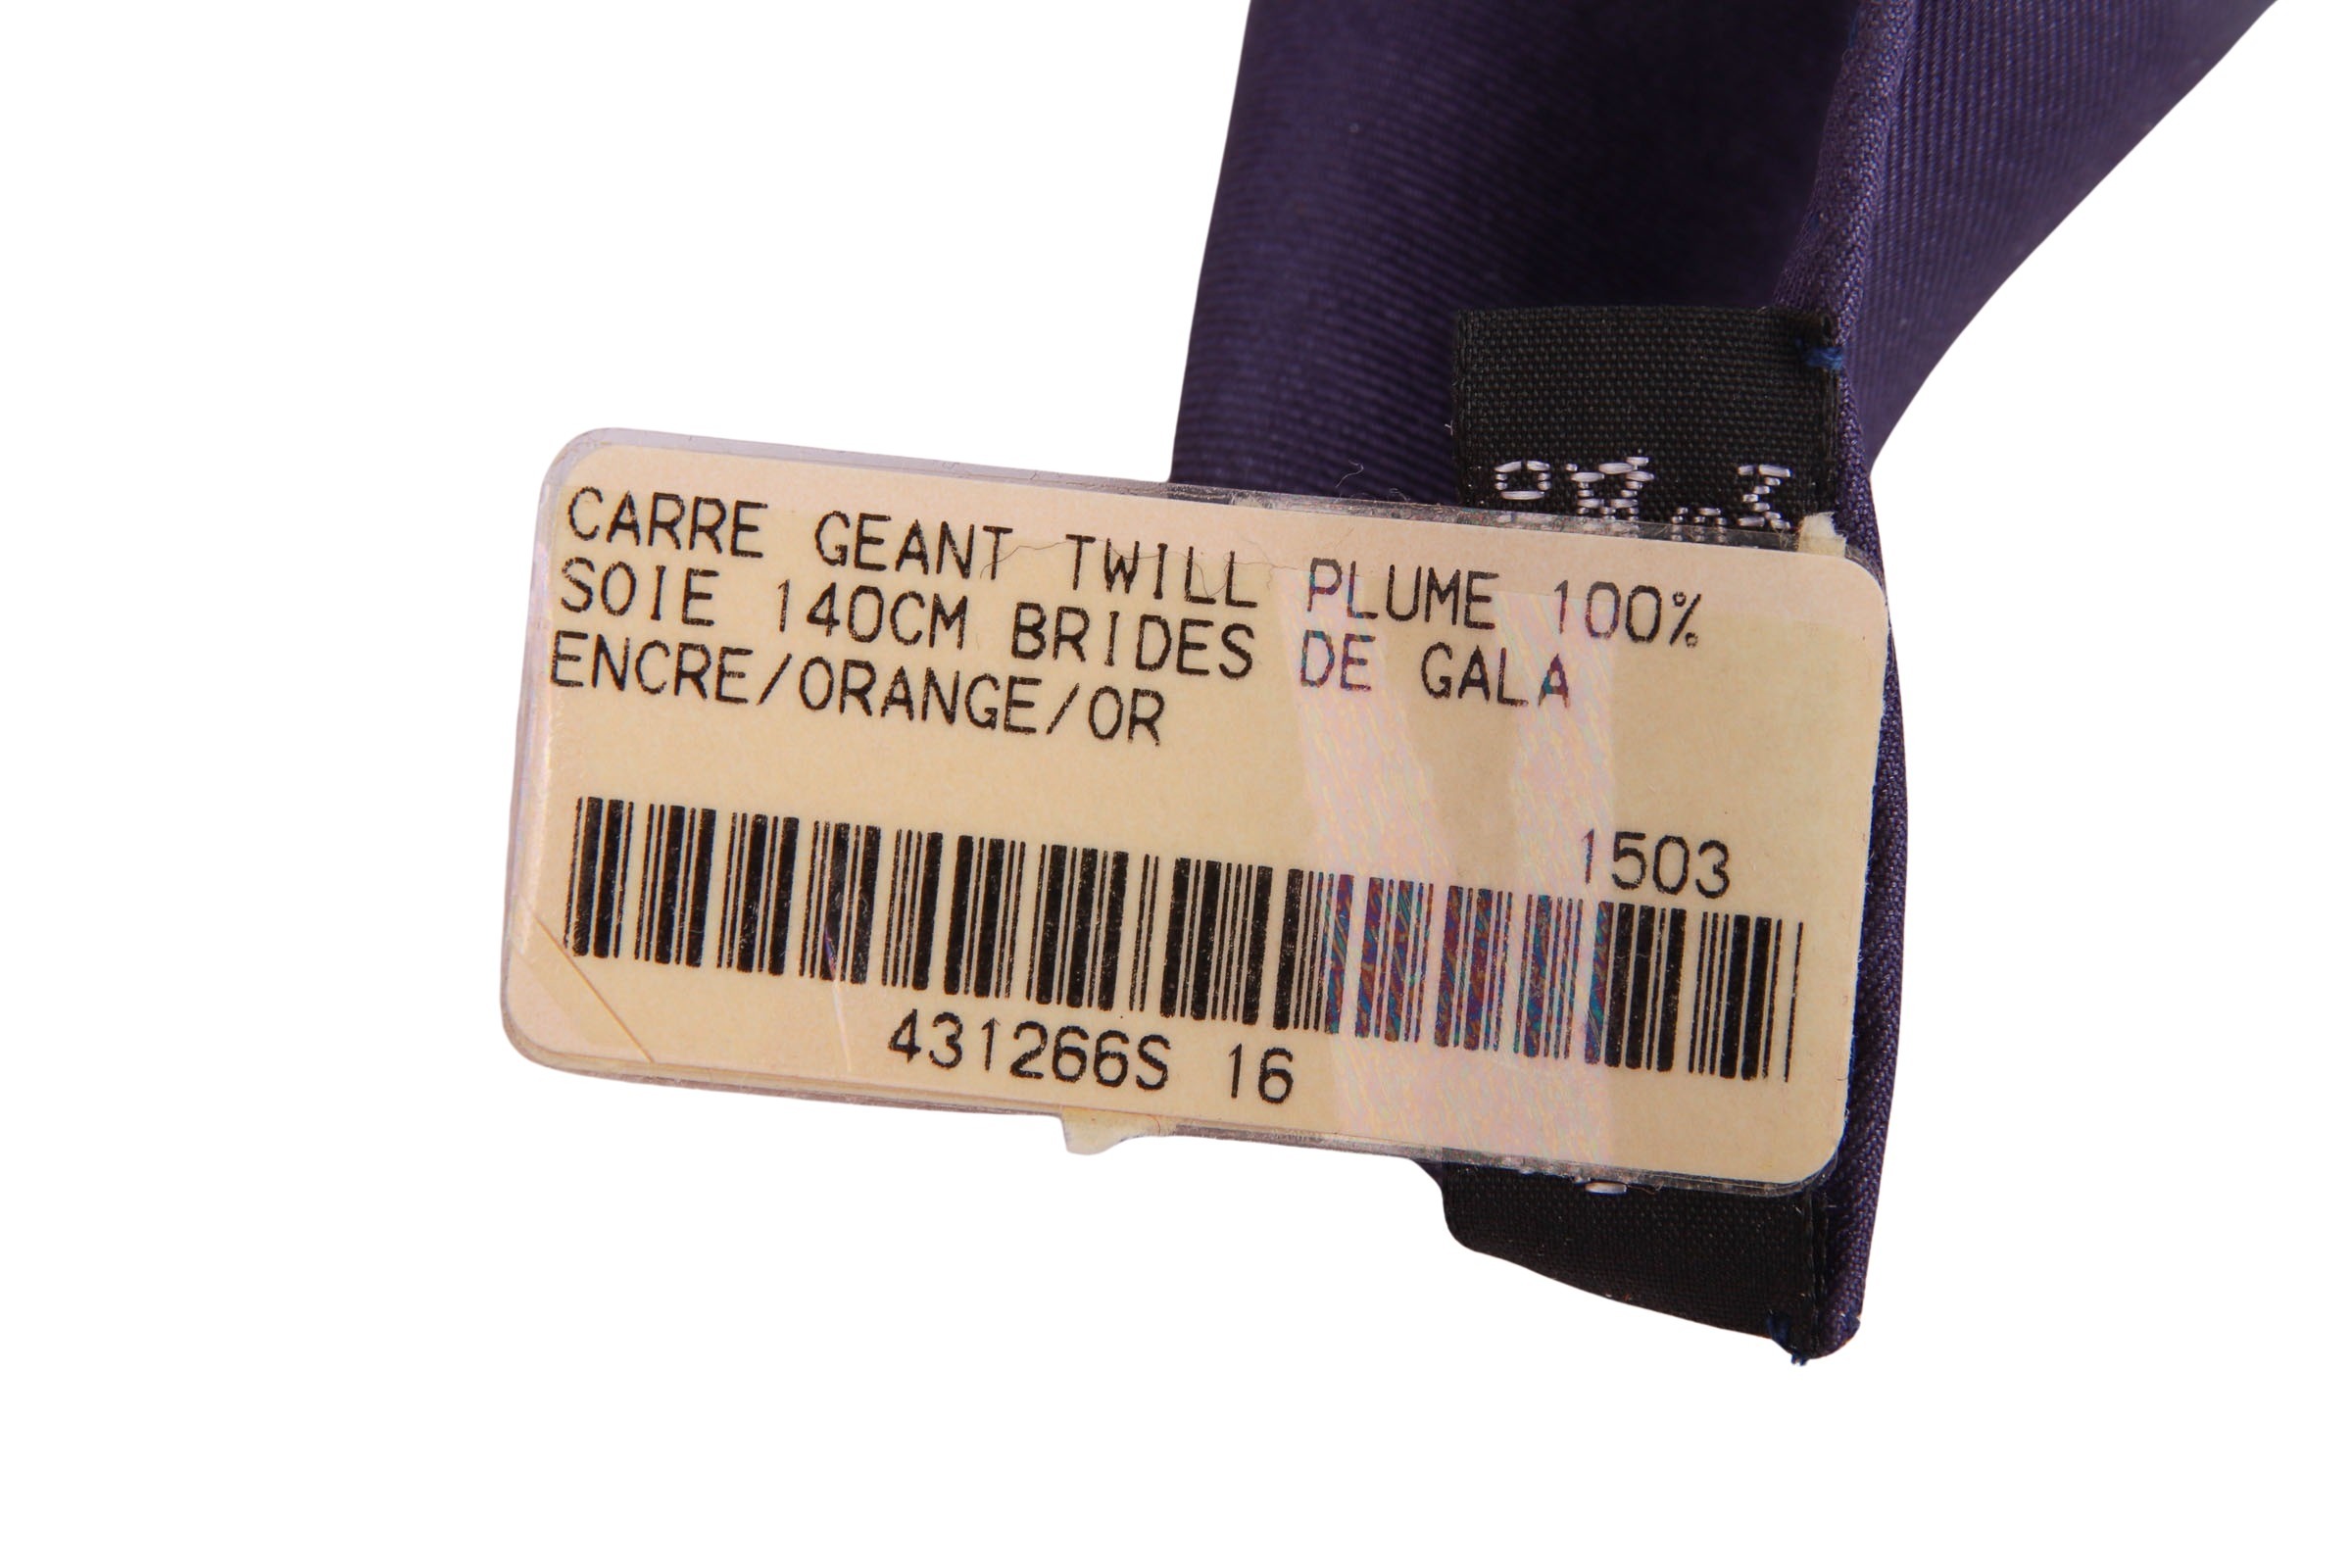 CARRE GEANT TWILL PLUME 100%
SOIE 140CM BRIDES DE GALA
ENCRE/ORANGE/OR
1503
431266S 16